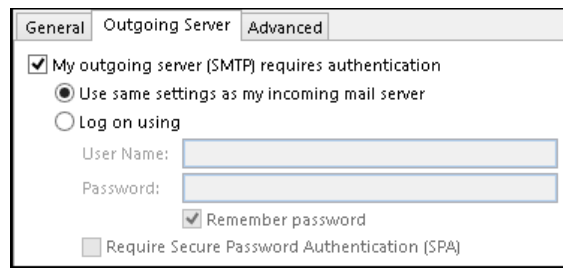 General Outgoing Server Advanced
My outgoing server (SMTP) requires authentication
Use same settings as my incoming mail server
Log on using
User Name:
Password:
Remember password
Require Secure Password Authentication (SPA)